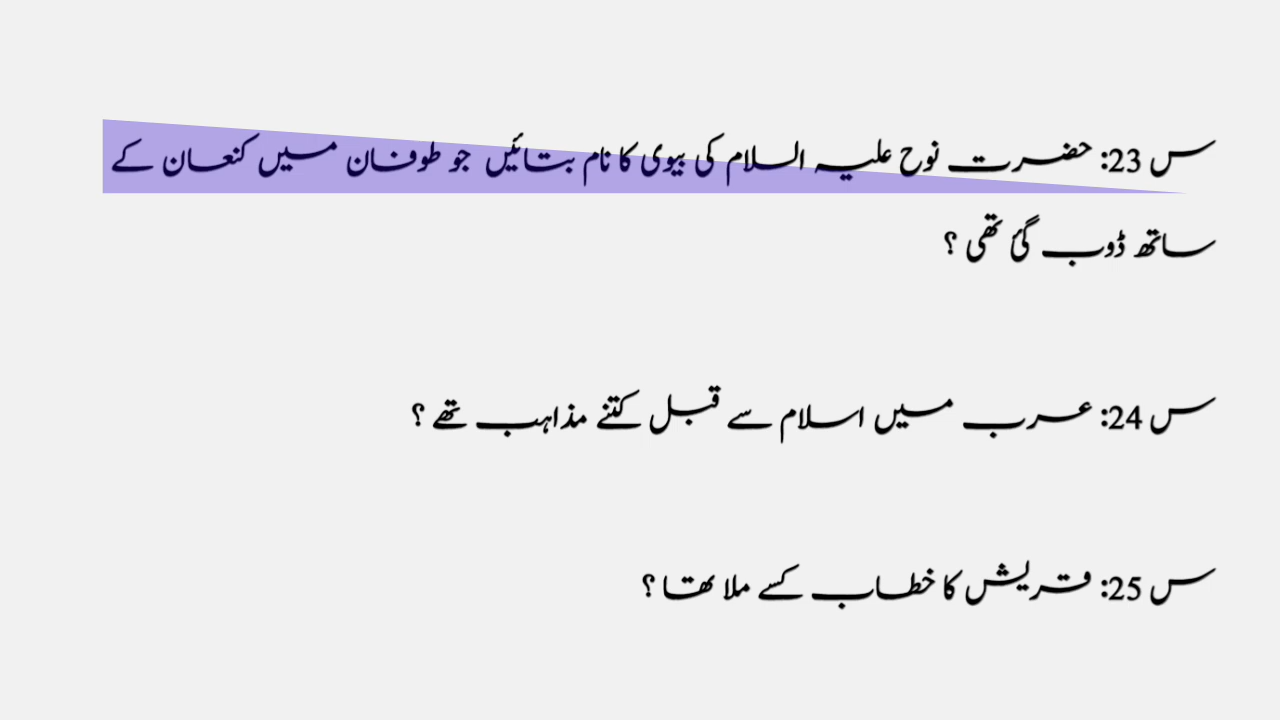 س 23: حضرت نوح علیہ السلام کی بیوی کا نام بتائیں جو طوفان میں کنعان کے
ساتھ ڈوب گئ تھی ؟
س 24: عرب میں اسلام سے قبل کتنے مذاہب تھے ؟
س 25: قریش کا خطاب کسے ملا تھا ؟